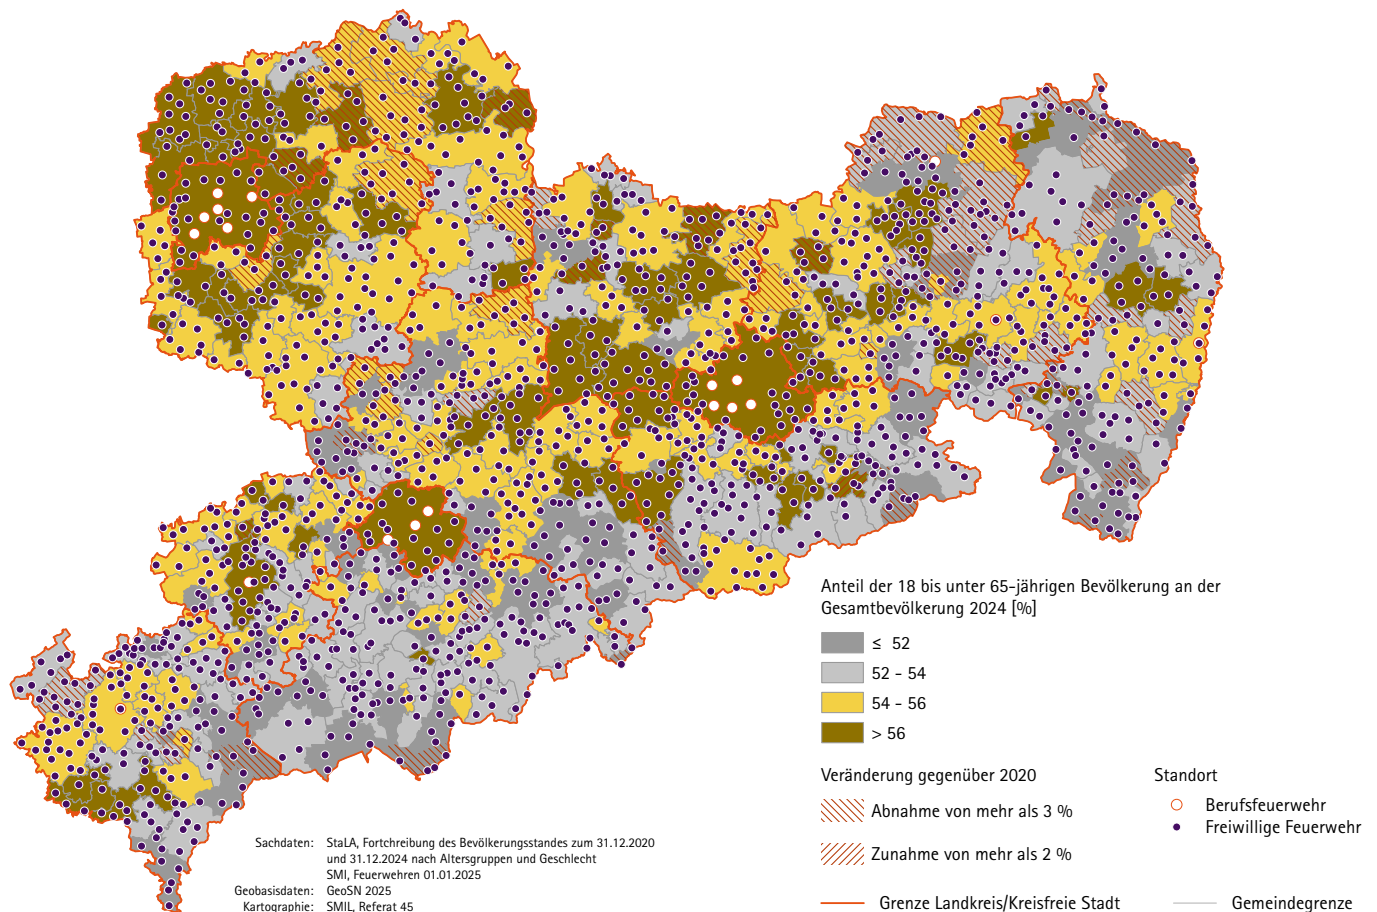 Anteil der 18 bis unter 65-jährigen Bevölkerung an der
Gesamtbevölkerung 2024 [%]
≤ 52
52 - 54
54 - 56
> 56
Veränderung gegenüber 2020
Abnahme von mehr als 3 %
Zunahme von mehr als 2 %
Standort
Berufsfeuerwehr
Freiwillige Feuerwehr
Grenze Landkreis/Kreisfreie Stadt
Gemeindegrenze
Sachdaten: StaLA, Fortschreibung des Bevölkerungsstandes zum 31.12.2020
und 31.12.2024 nach Altersgruppen und Geschlecht
SMI, Feuerwehren 01.01.2025
Geobasisdaten: GeoSN 2025
Kartographie: SMIL, Referat 45